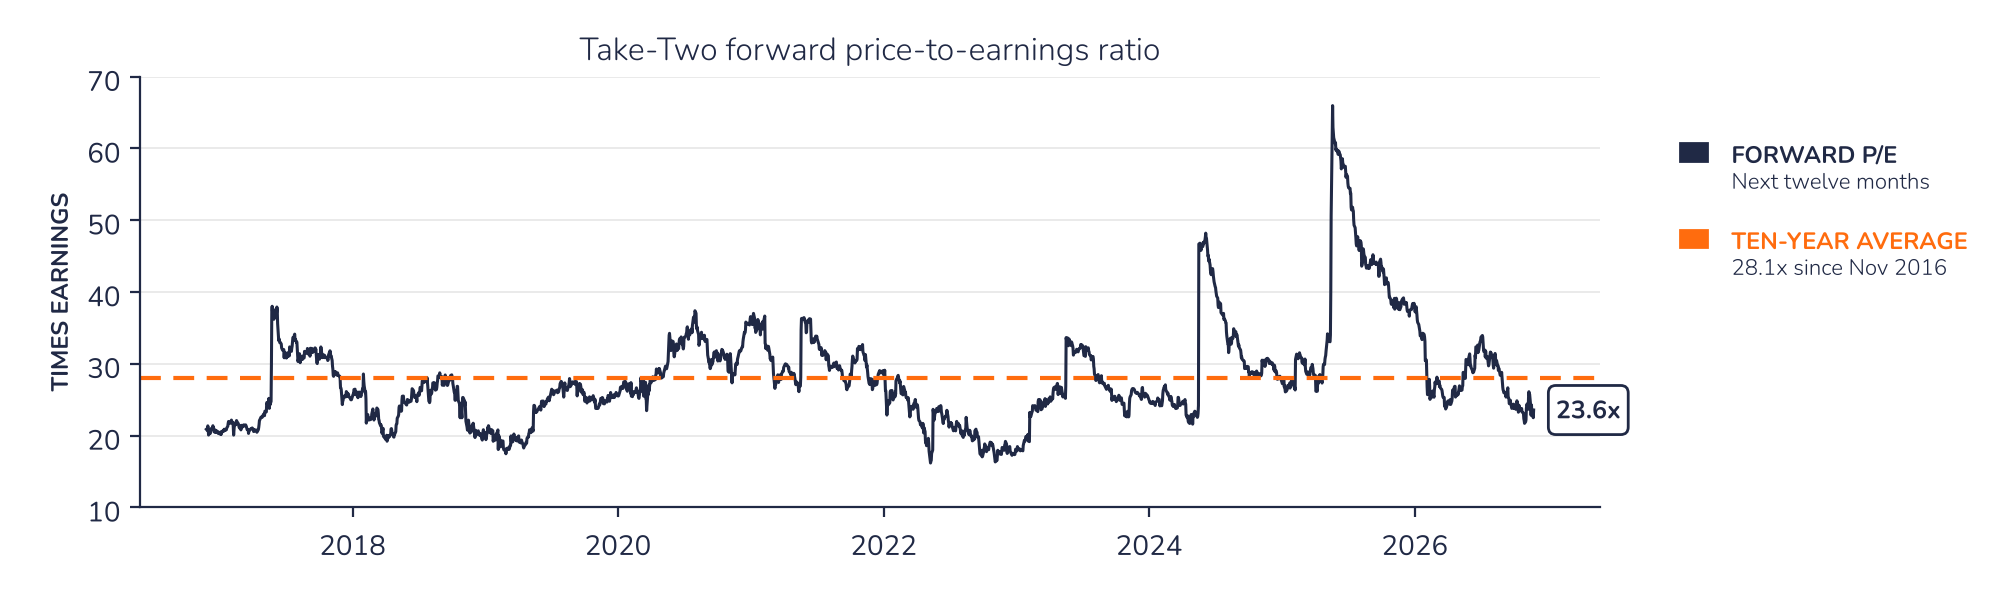 Take-Two forward price-to-earnings ratio
70
60
50
40
30
20
10
TIMES EARNINGS
2018
2020
2022
2024
2026
23.6x
FORWARD P/E
Next twelve months
TEN-YEAR AVERAGE
28.1x since Nov 2016